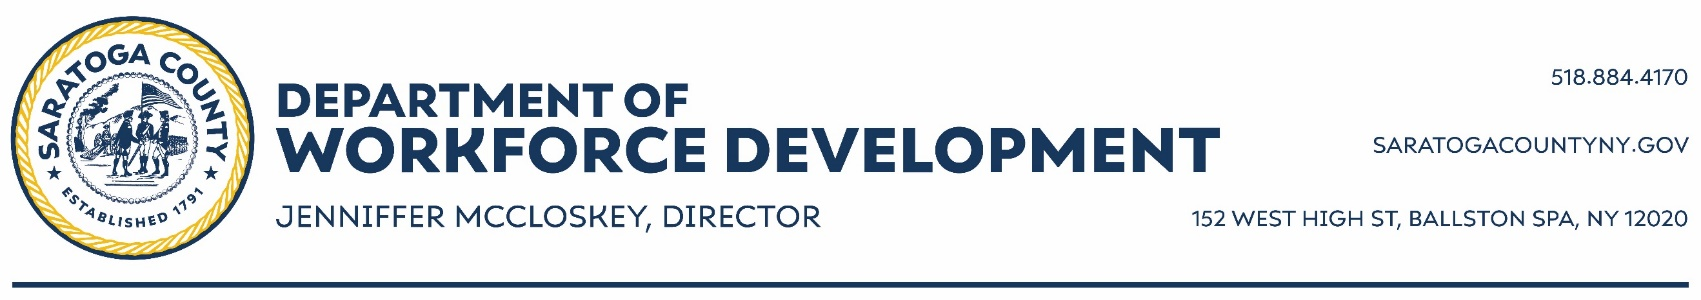 SARATOGA COUNTY
ESTABLISHED 1791
DEPARTMENT OF
WORKFORCE DEVELOPMENT
JENNIFFER MCCLOSKEY, DIRECTOR
518.884.4170
SARATOGACOUNTYNY.GOV
152 WEST HIGH ST, BALLSTON SPA, NY 12020